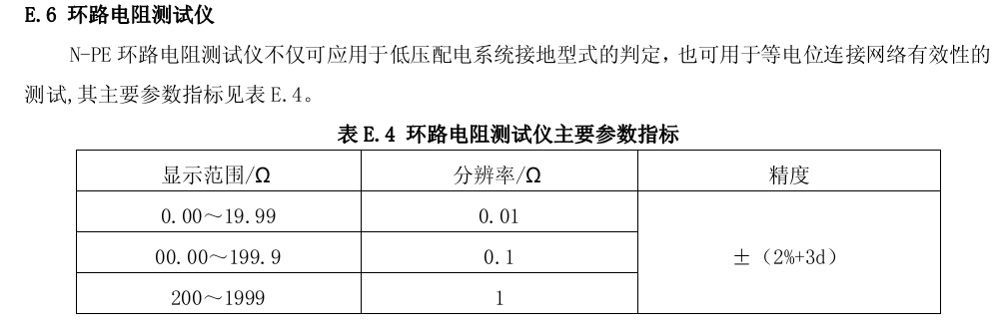 E.6 环路电阻测试仪
N-PE 环路电阻测试仪不仅可应用于低压配电系统接地型式的判定，也可用于等电位连接网络有效性的
测试,其主要参数指标见表 E.4。
表 E.4 环路电阻测试仪主要参数指标
显示范围/Ω 分辨率/Ω 精度
0.00～19.99 0.01
00.00～199.9 0.1 ±（2%+3d）
200～1999 1